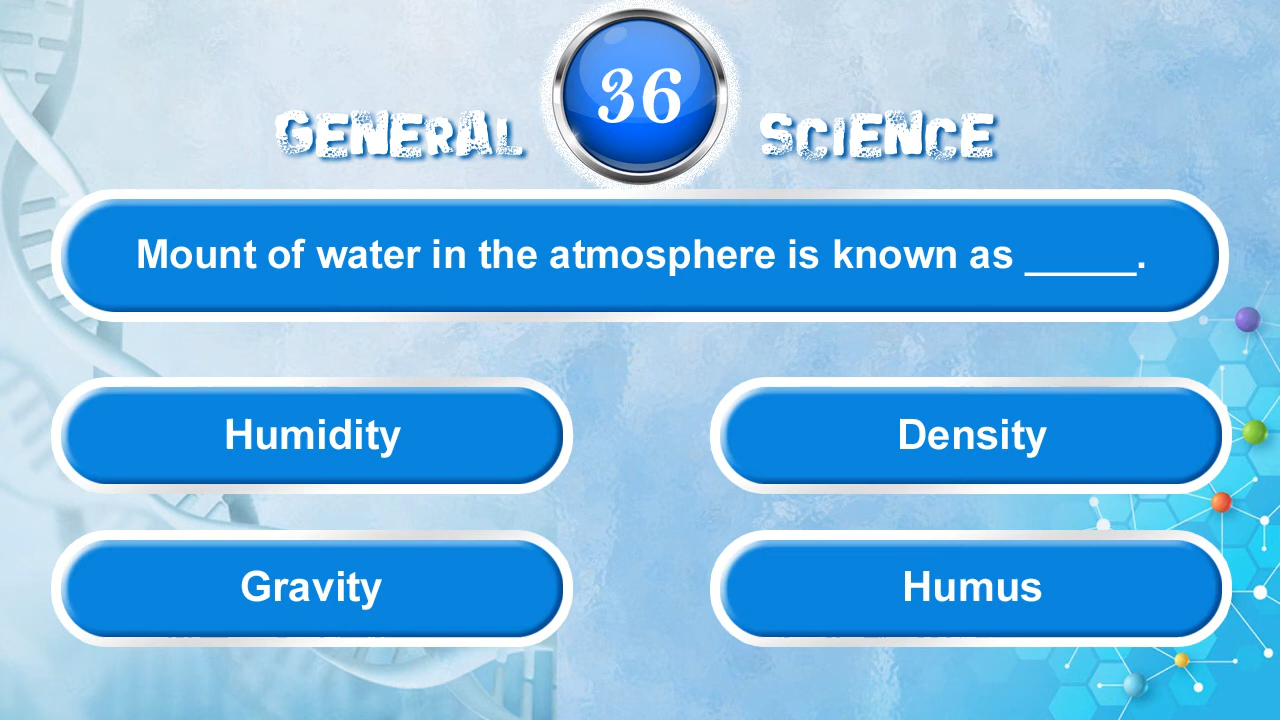 36
GENERAL SCIENCE
Mount of water in the atmosphere is known as _____.
Humidity
Density
Gravity
Humus